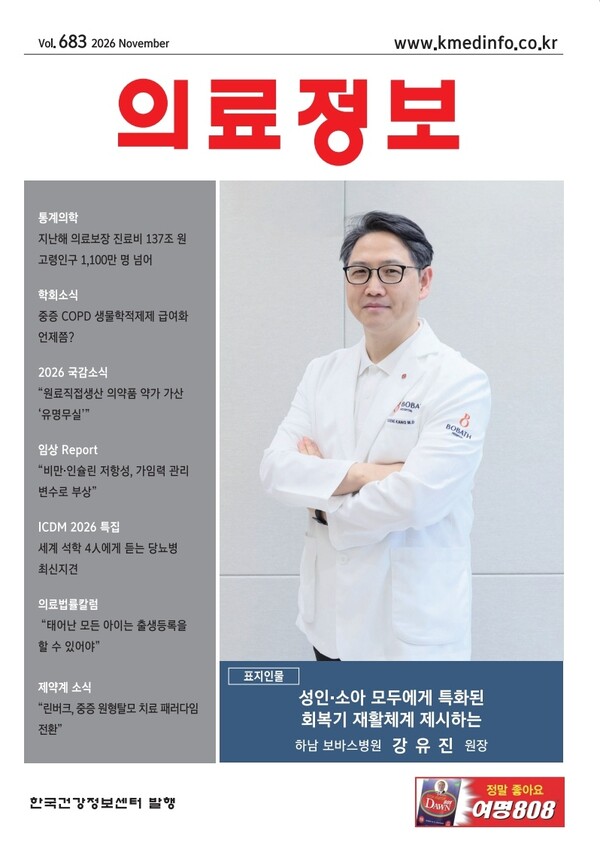 Vol. 683 2026 November
www.kmedinfo.co.kr
의료정보
통계의학
지난해 의료보장 진료비 137조 원
고령인구 1,100만 명 넘어
학회소식
중증 COPD 생물학적제제 급여화
언제쯤?
2026 국감소식
“원료직접생산 의약품 약가 가산
‘유명무실’”
임상 Report
“비만·인슐린 저항성, 가임력 관리
변수로 부상”
ICDM 2026 특집
세계 석학 4人에게 듣는 당뇨병
최신지견
의료법률칼럼
“태어난 모든 아이는 출생등록을
할 수 있어야”
제약계 소식
“린버크, 중증 원형탈모 치료 패러다임
전환”
BOBATH
BOBATH
표지인물
성인·소아 모두에게 특화된
회복기 재활체계 제시하는
하남 보바스병원 강유진 원장
한국건강정보센터 발행
DAWN
정말 좋아요
여명808